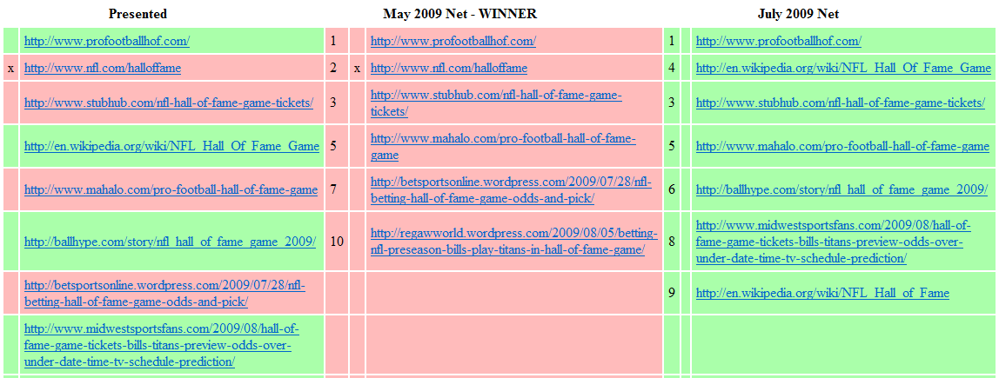 Presented May 2009 Net - WINNER July 2009 Net
http://www.profootballhof.com/ 1 http://www.profootballhof.com/ 1 http://www.profootballhof.com/
x http://www.nfl.com/halloffame 2 x http://www.nfl.com/halloffame 4 http://en.wikipedia.org/wiki/NFL_Hall_Of_Fame_Game
http://www.stubhub.com/nfl-hall-of-fame-game-tickets/ 3 http://www.stubhub.com/nfl-hall-of-fame-game-
tickets/ 3 http://www.stubhub.com/nfl-hall-of-fame-game-tickets/
http://en.wikipedia.org/wiki/NFL_Hall_Of_Fame_Game 5 http://www.mahalo.com/pro-football-hall-of-fame-
game 5 http://www.mahalo.com/pro-football-hall-of-fame-game
http://www.mahalo.com/pro-football-hall-of-fame-game 7 http://betsportsonline.wordpress.com/2009/07/28/nfl-
betting-hall-of-fame-game-odds-and-pick/ 6 http://ballhype.com/story/nfl_hall_of_fame_game_2009/
http://ballhype.com/story/nfl_hall_of_fame_game_2009/ 10 http://regawworld.wordpress.com/2009/08/05/betting-
nfl-preseason-bills-play-titans-in-hall-of-fame-game/ 8 http://www.midwestsportsfans.com/2009/08/hall-of-
fame-game-tickets-bills-titans-preview-odds-over-
under-date-time-tv-schedule-prediction/
http://betsportsonline.wordpress.com/2009/07/28/nfl-
betting-hall-of-fame-game-odds-and-pick/ 9 http://en.wikipedia.org/wiki/NFL_Hall_of_Fame
http://www.midwestsportsfans.com/2009/08/hall-of-
fame-game-tickets-bills-titans-preview-odds-over-
under-date-time-tv-schedule-prediction/